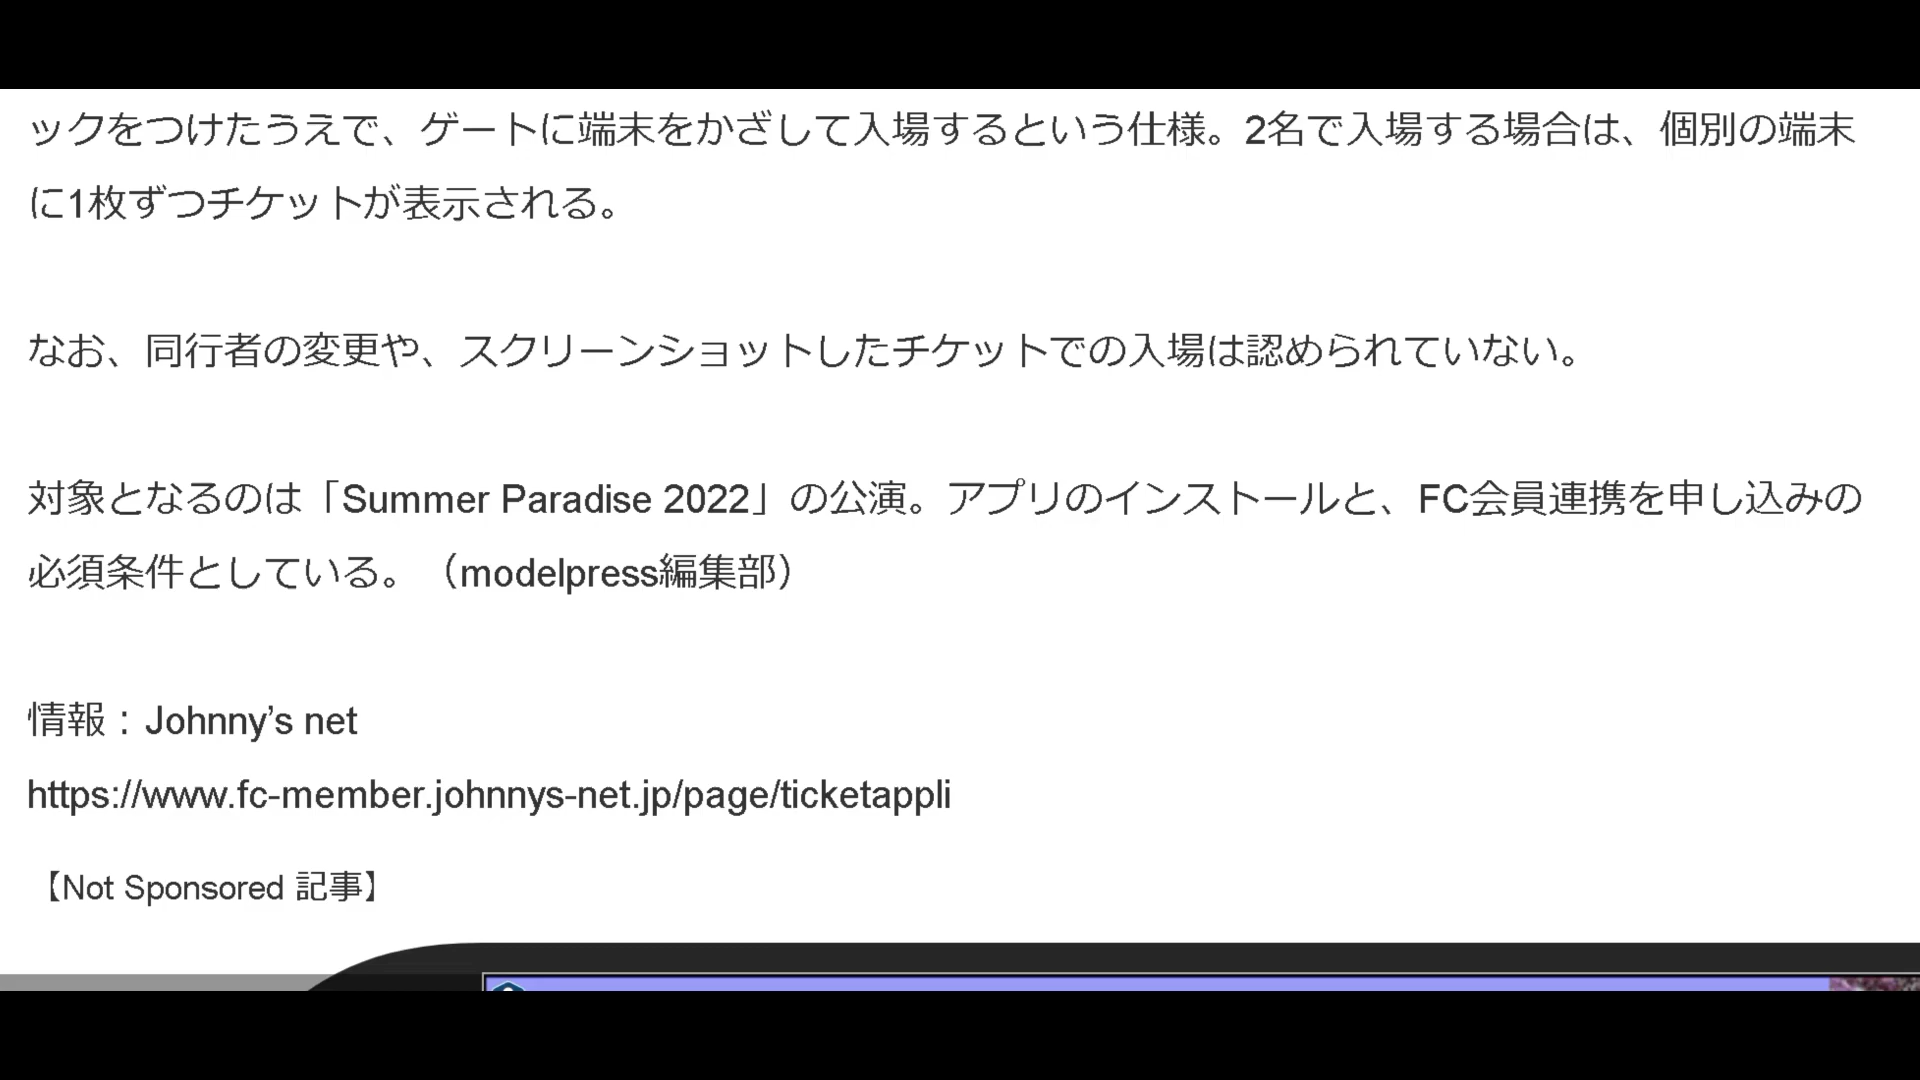 ックをつけたうえで、ゲートに端末をかざして入場するという仕様。2名で入場する場合は、個別の端末
に1枚ずつチケットが表示される。
なお、同行者の変更や、スクリーンショットしたチケットでの入場は認められていない。
対象となるのは「Summer Paradise 2022」の公演。アプリのインストールと、FC会員連携を申し込みの
必須条件としている。（modelpress編集部）
情報：Johnny’s net
https://www.fc-member.johnnys-net.jp/page/ticketappli
【Not Sponsored 記事】